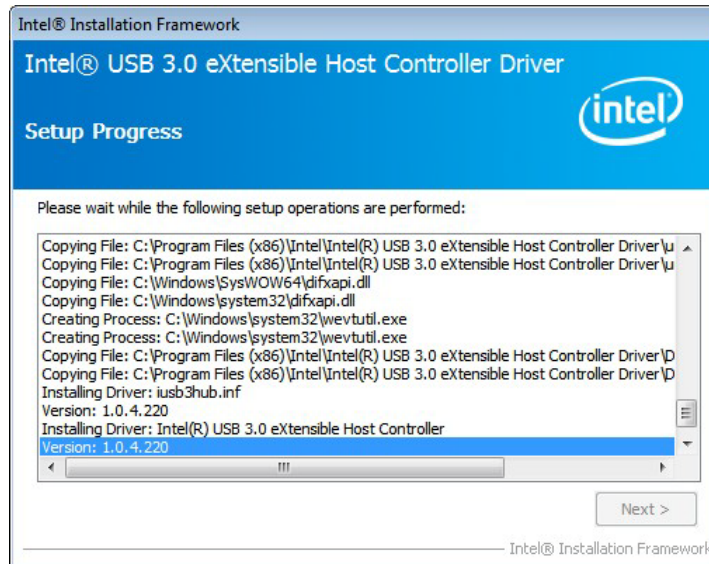 Intel® Installation Framework
Intel® USB 3.0 eXtensible Host Controller Driver
intel
Setup Progress
Please wait while the following setup operations are performed:
Copying File: C:\Program Files (x86)\Intel\Intel(R) USB 3.0 eXtensible Host Controller Driver\u
Copying File: C:\Program Files (x86)\Intel\Intel(R) USB 3.0 eXtensible Host Controller Driver\u
Copying File: C:\Windows\SysWOW64\difxapi.dll
Copying File: C:\Windows\system32\difxapi.dll
Creating Process: C:\Windows\system32\wevtutil.exe
Creating Process: C:\Windows\system32\wevtutil.exe
Copying File: C:\Program Files (x86)\Intel\Intel(R) USB 3.0 eXtensible Host Controller Driver\D
Copying File: C:\Program Files (x86)\Intel\Intel(R) USB 3.0 eXtensible Host Controller Driver\D
Installing Driver: iusb3hub.inf
Version: 1.0.4.220
Installing Driver: Intel(R) USB 3.0 eXtensible Host Controller
Version: 1.0.4.220
Next >
Intel® Installation Framework